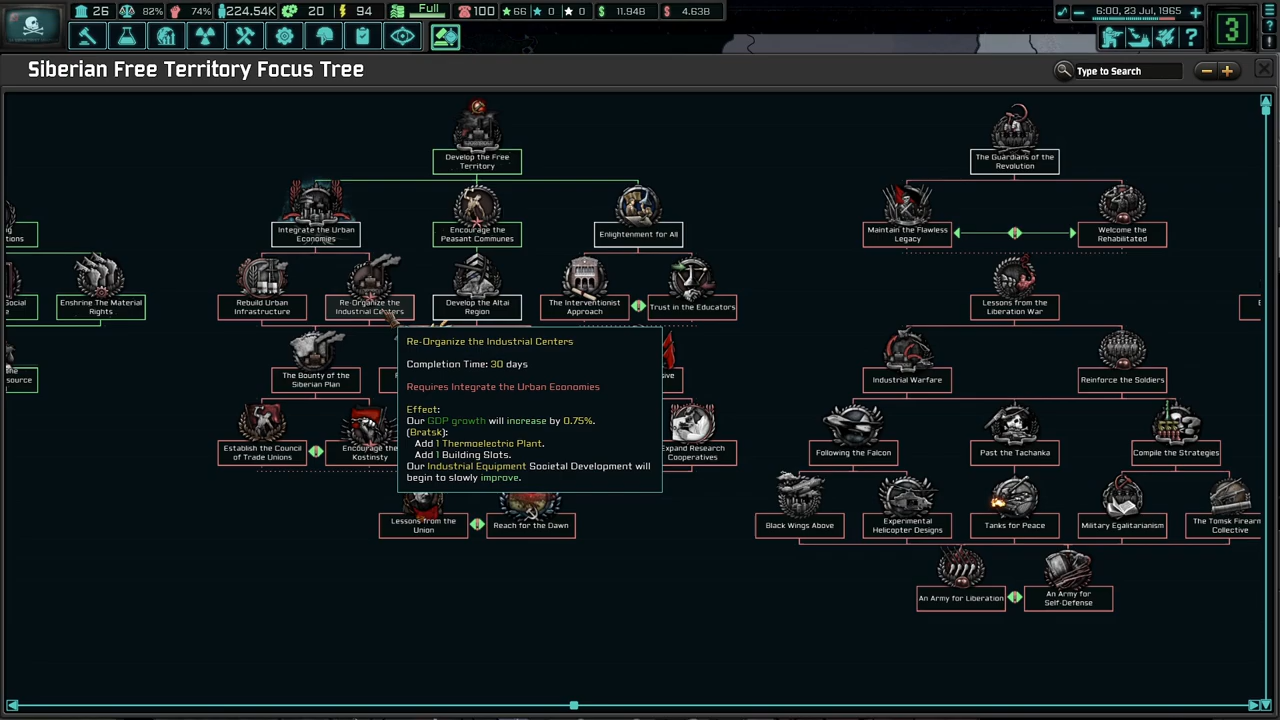 26 82% 74% 224.54K 20 94 Full 100 66 0 0 $ 11.94B $ 4.63B 6:00, 23 Jul, 1965
3
?
Siberian Free Territory Focus Tree
Type to Search
Develop the Free
Territory
The Guardians of the
Revolution
Integrate the Urban
Economies
Encourage the
Peasant Communes
Enlightenment for All
Maintain the Flawless
Legacy
Welcome the
Rehabilitated
Enshrine The Material
Rights
Rebuild Urban
Infrastructure
Re-Organize the
Industrial Centers
Develop the Altai
Region
The Interventionist
Approach
Trust in the Educators
Lessons from the
Liberation War
Re-Organize the Industrial Centers
Completion Time: 30 days
Requires Integrate the Urban Economies
Effect:
Our GDP growth will increase by 0.75%.
(Bratsk):
Add 1 Thermoelectric Plant.
Add 1 Building Slots.
Our Industrial Equipment Societal Development will
begin to slowly improve.
The Bounty of the
Siberian Plan
Industrial Warfare
Reinforce the Soldiers
Establish the Council
of Trade Unions
Encourage the
Kostinsty
Expand Research
Cooperatives
Following the Falcon
Past the Tachanka
Compile the Strategies
Lessons from the
Union
Reach for the Dawn
Black Wings Above
Experimental
Helicopter Designs
Tanks for Peace
Military Egalitarianism
The Tomsk Firearm
Collective
An Army for Liberation
An Army for
Self-Defense